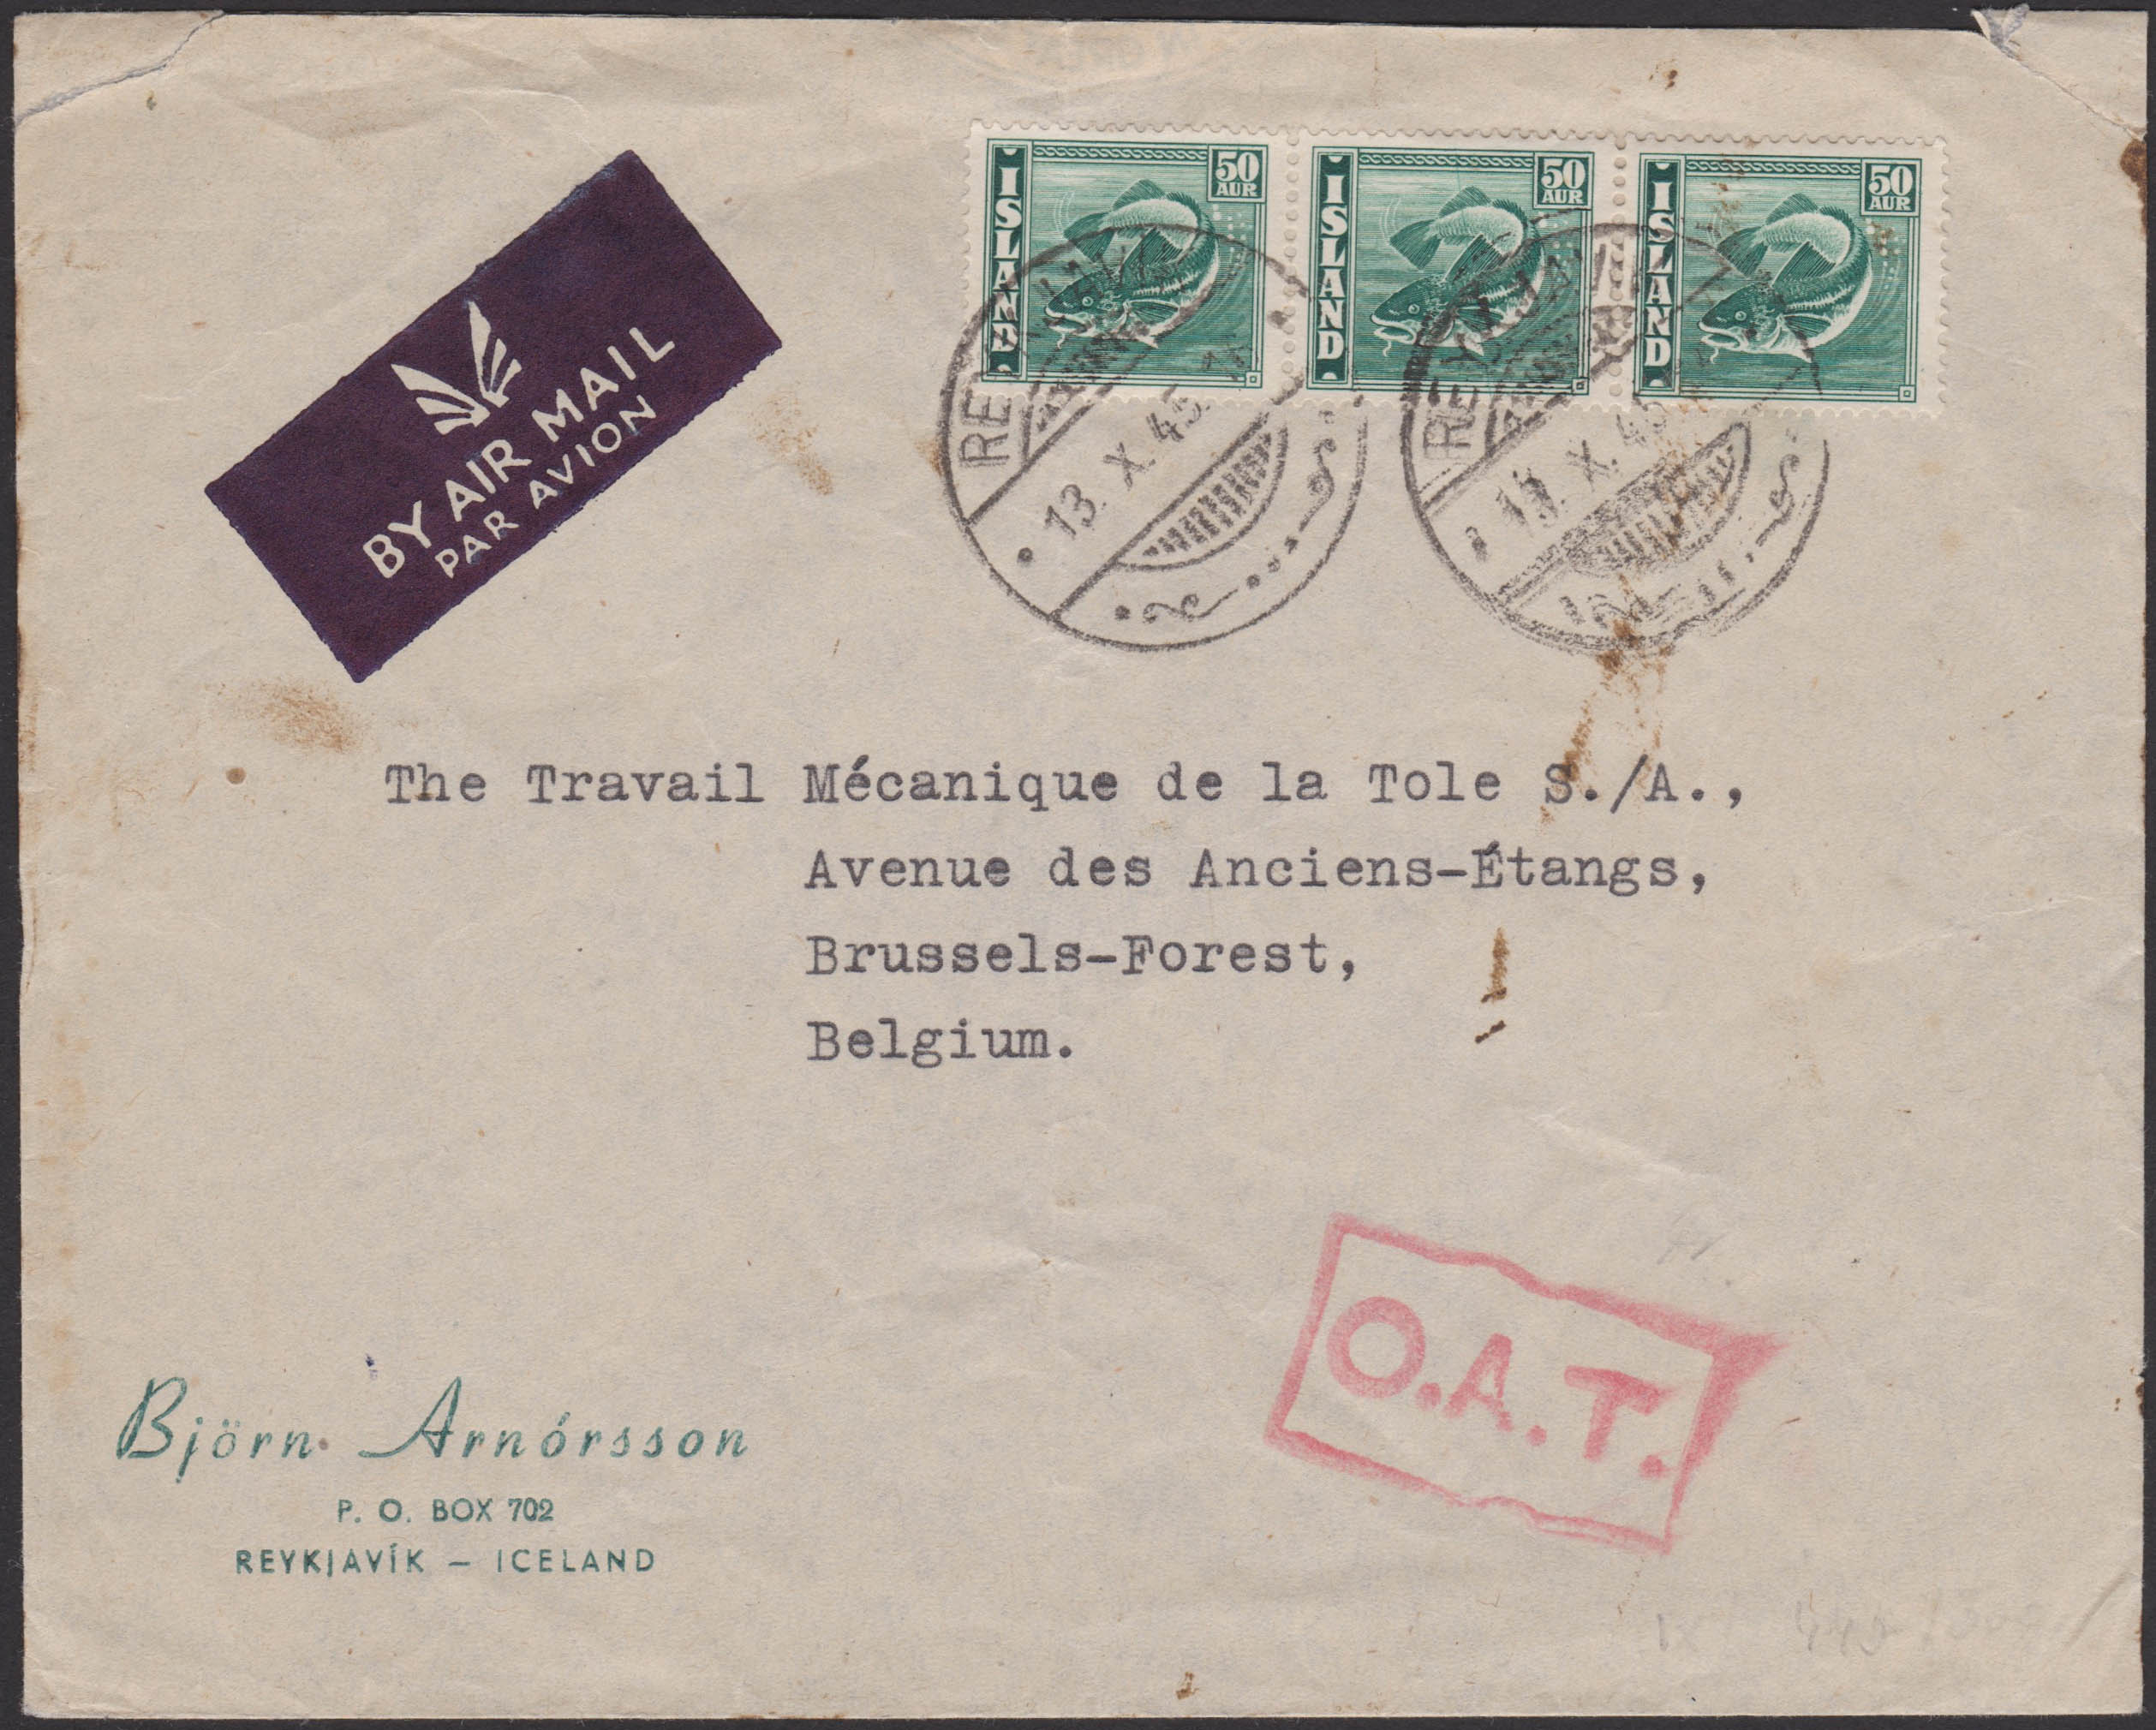 BY AIR MAIL
PAR AVION
ISLAND
50
AUR
ISLAND
50
AUR
ISLAND
50
AUR
13. X. 45
The Travail Mécanique de la Tole S./A.,
Avenue des Anciens-Étangs,
Brussels-Forest,
Belgium.
O.A.T.
Björn Arnórsson
P. O. BOX 702
REYKJAVÍK — ICELAND